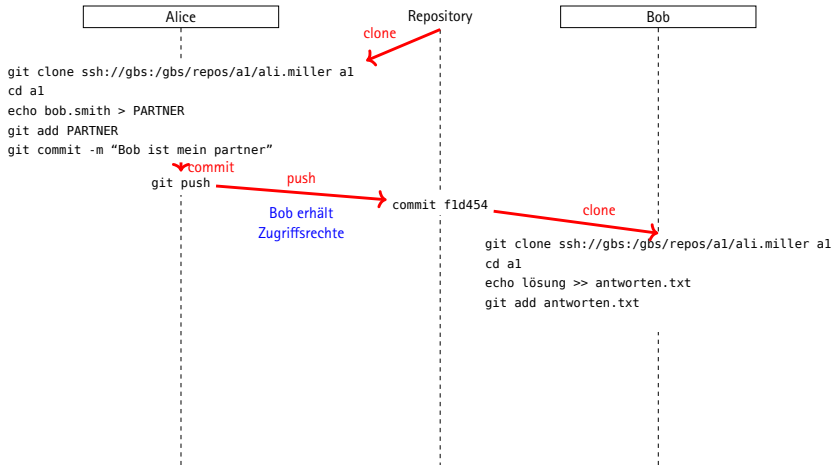 Alice
Repository
Bob
clone
git clone ssh://gbs:/gbs/repos/a1/ali.miller a1
cd a1
echo bob.smith > PARTNER
git add PARTNER
git commit -m “Bob ist mein partner”
commit
git push
push
Bob erhält
Zugriffsrechte
commit f1d454
clone
git clone ssh://gbs:/gbs/repos/a1/ali.miller a1
cd a1
echo lösung >> antworten.txt
git add antworten.txt